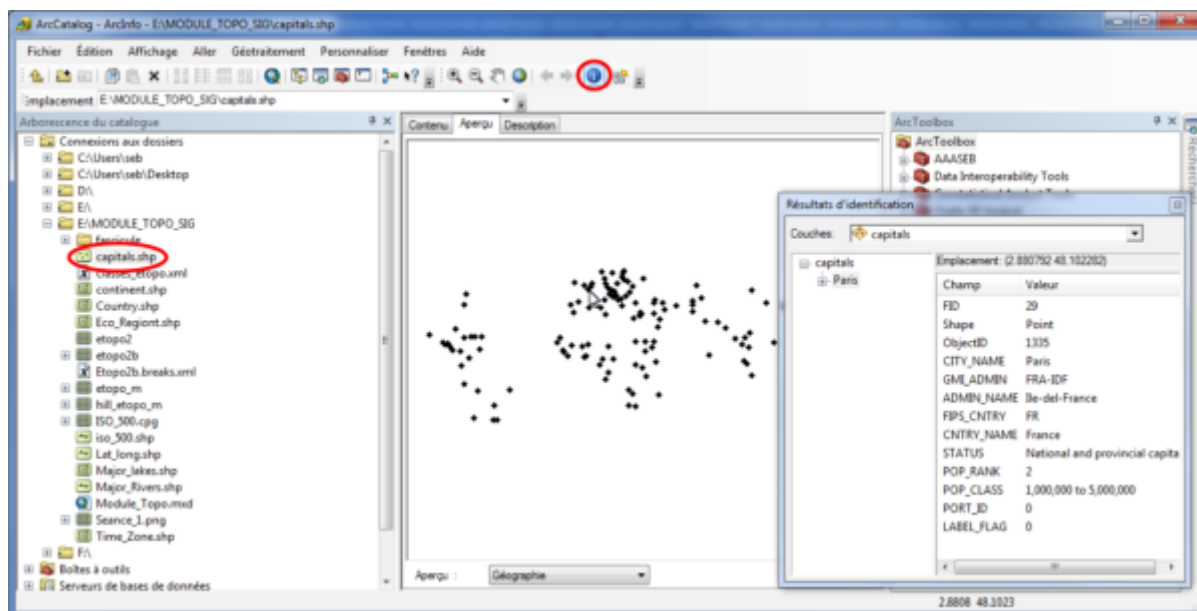 ArcCatalog - ArcInfo - E:\MODULE_TOPO_SIG\capitals.shp
Fichier Édition Affichage Aller Géotraitement Personnaliser Fenêtres Aide
Emplacement E:\MODULE_TOPO_SIG\capitals.shp
Arborescence du catalogue
Connexions aux dossiers
C:\Users\seb
C:\Users\seb\Desktop
D:\
E:\
E:\MODULE_TOPO_SIG
fascicule
capitals.shp
classes_etopo.xml
continent.shp
Country.shp
Eco_Regiont.shp
etopo2
etopo2b
Etopo2b.breaks.xml
etopo_m
hill_etopo_m
ISO_500.cpg
iso_500.shp
Lat_long.shp
Major_lakes.shp
Major_Rivers.shp
Module_Topo.mxd
Seance_1.png
Time_Zone.shp
F:\
Boîtes à outils
Serveurs de bases de données
Contenu Aperçu Description
Aperçu : Géographie
ArcToolbox
ArcToolbox
AAASEB
Data Interoperability Tools
Recherche
Résultats d'identification
Couches: capitals
capitals
Paris
Emplacement: (2.880792 48.102282)
Champ Valeur
FID 29
Shape Point
ObjectID 1335
CITY_NAME Paris
GMI_ADMIN FRA-IDF
ADMIN_NAME Ile-del-France
FIPS_CNTRY FR
CNTRY_NAME France
STATUS National and provincial capita
POP_RANK 2
POP_CLASS 1,000,000 to 5,000,000
PORT_ID 0
LABEL_FLAG 0
2.8808 48.1023